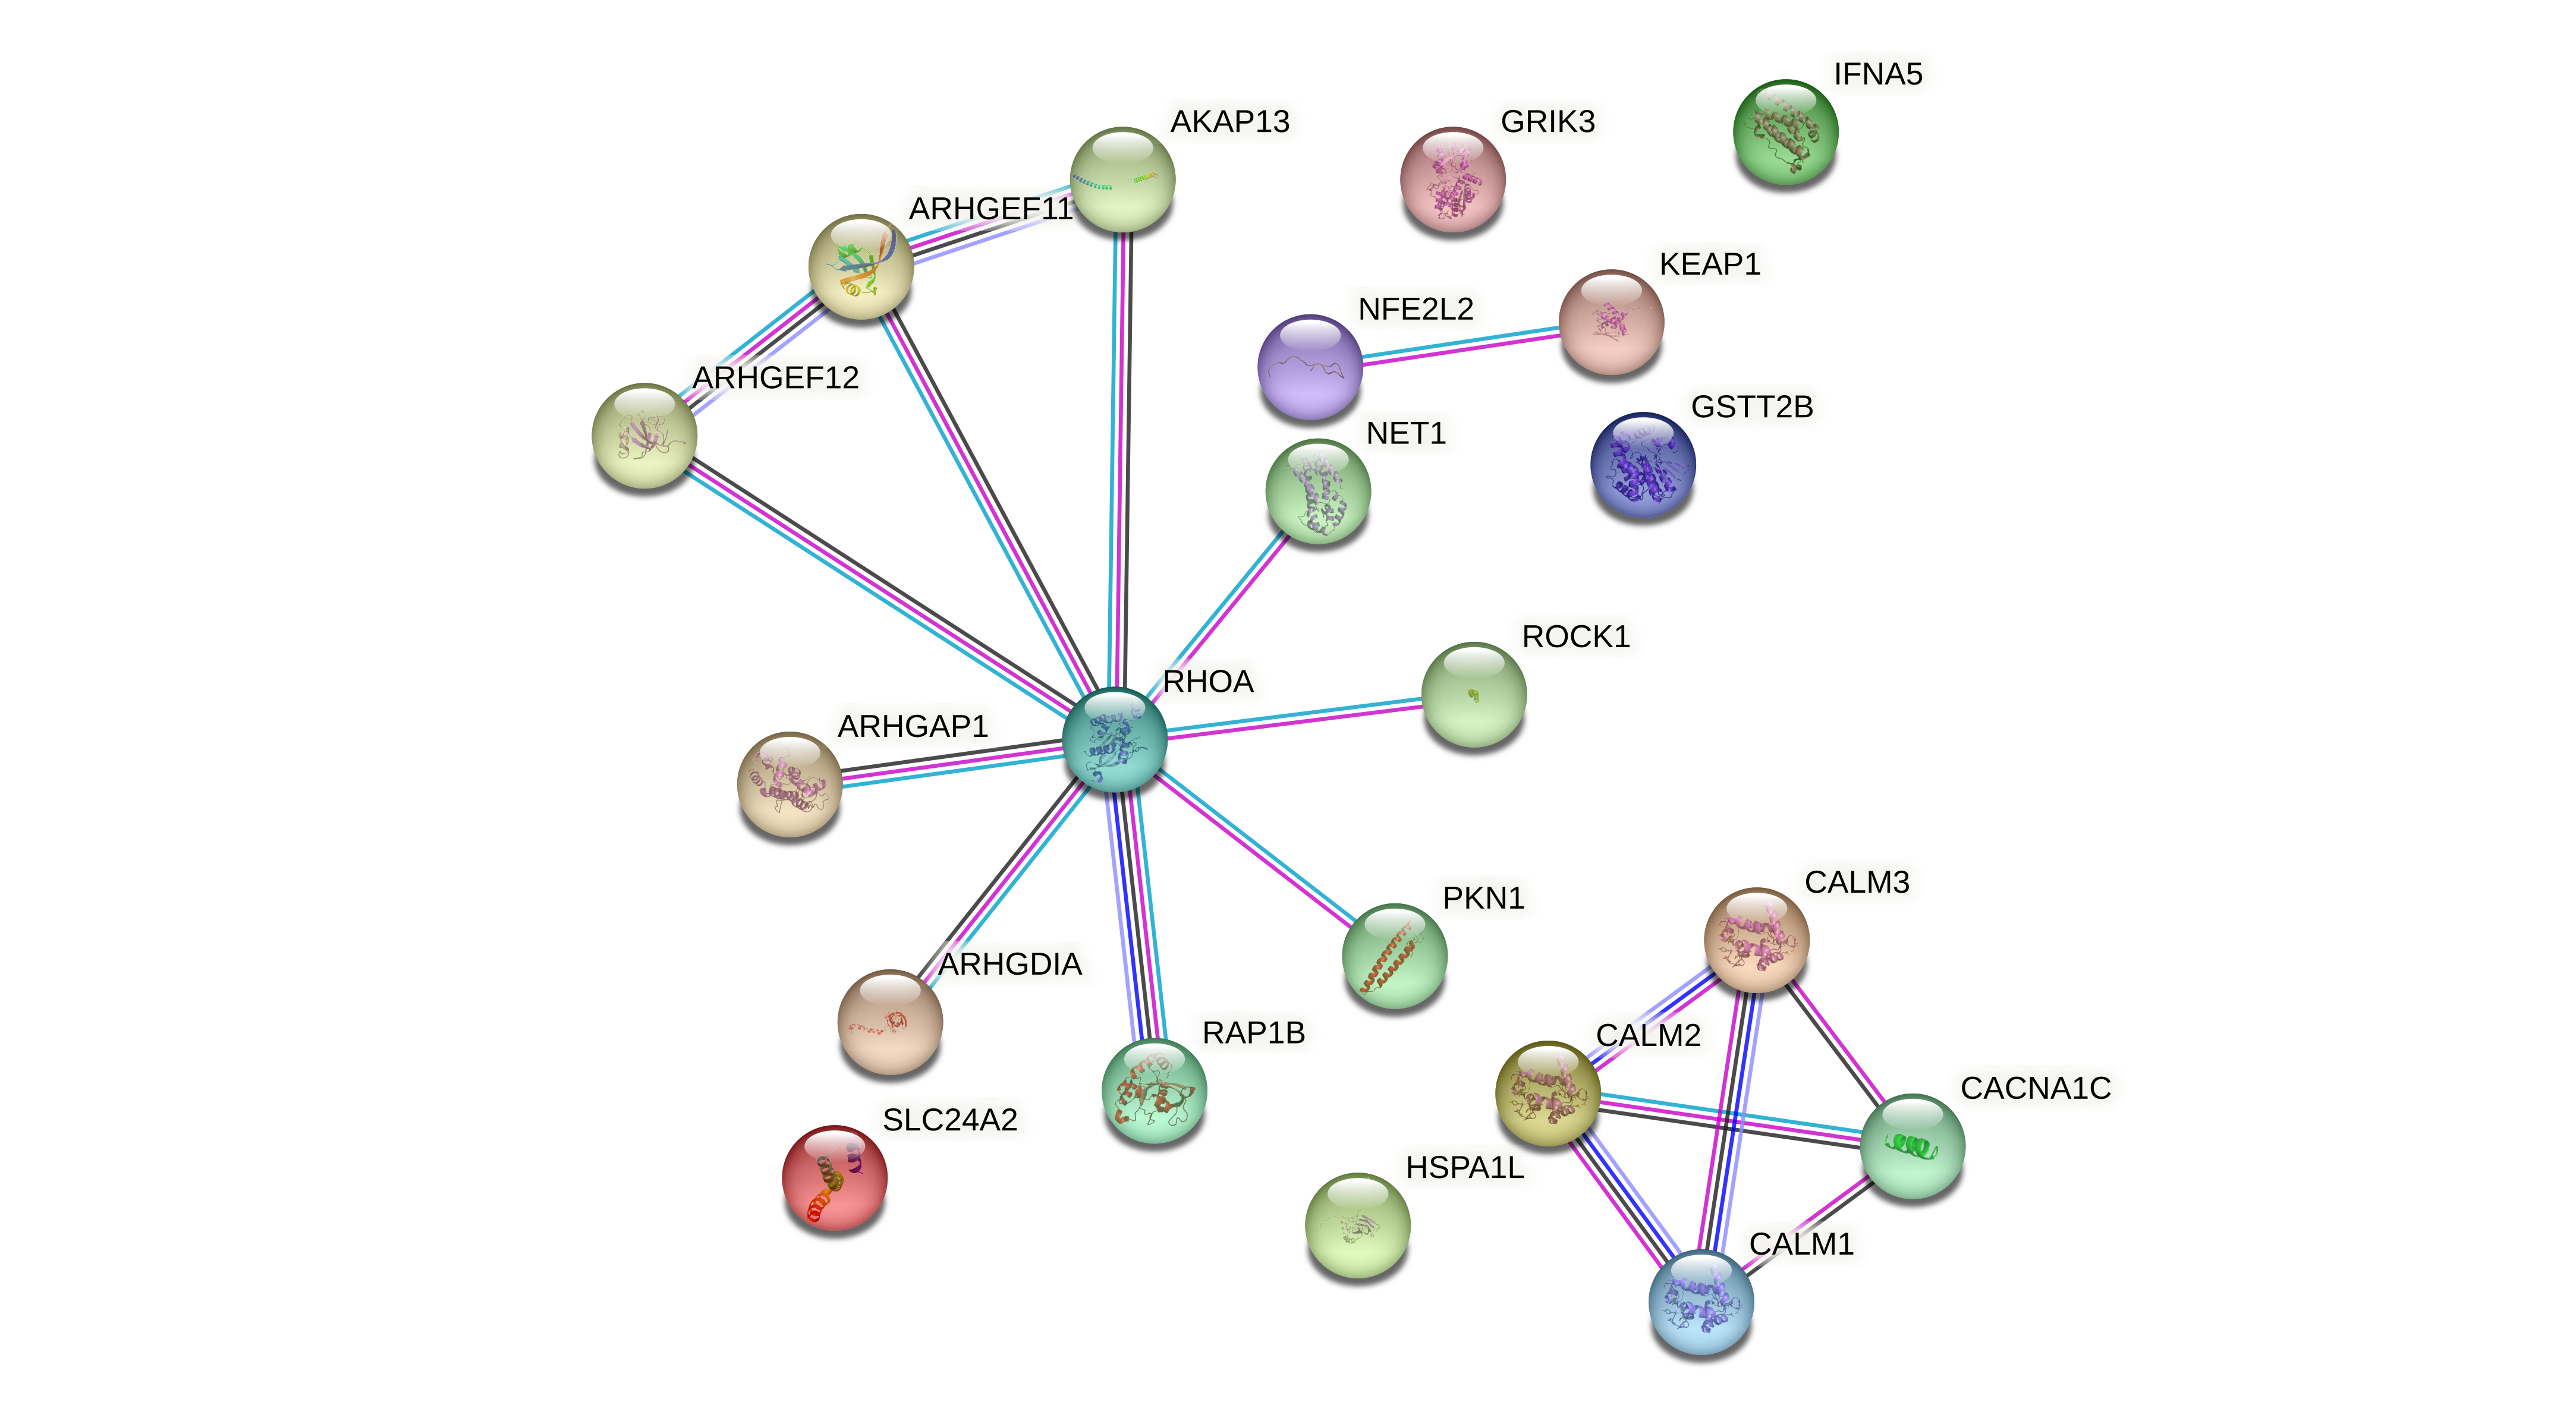 IFNA5
AKAP13
GRIK3
ARHGEF11
KEAP1
NFE2L2
ARHGEF12
GSTT2B
NET1
ROCK1
RHOA
ARHGAP1
CALM3
PKN1
ARHGDIA
RAP1B
CALM2
CACNA1C
SLC24A2
HSPA1L
CALM1